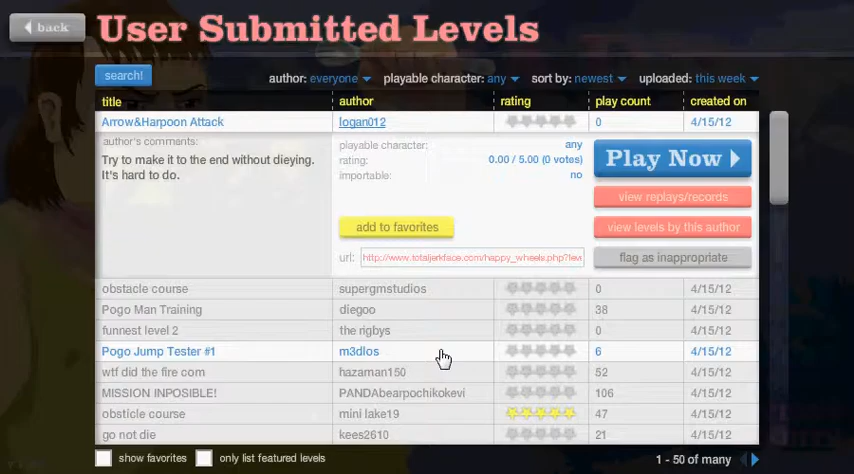 back
User Submitted Levels
search!
author: everyone playable character: any sort by: newest uploaded: this week
title author rating play count created on
Arrow&Harpoon Attack logan012 0 4/15/12
author's comments:
Try to make it to the end without dieying.
It's hard to do.
playable character: any
rating: 0.00 / 5.00 (0 votes)
importable: no
add to favorites
url: http://www.totaljerkface.com/happy_wheels.php?leve
Play Now
view replays/records
view levels by this author
flag as inappropriate
obstacle course supergmstudios 0 4/15/12
Pogo Man Training diegoo 38 4/15/12
funnest level 2 the rigbys 0 4/15/12
Pogo Jump Tester #1 m3dlos 6 4/15/12
wtf did the fire com hazaman150 52 4/15/12
MISSION INPOSIBLE! PANDAbearpochikokevi 106 4/15/12
obsticle course mini lake19 47 4/15/12
go not die kees2610 21 4/15/12
show favorites only list featured levels 1 - 50 of many